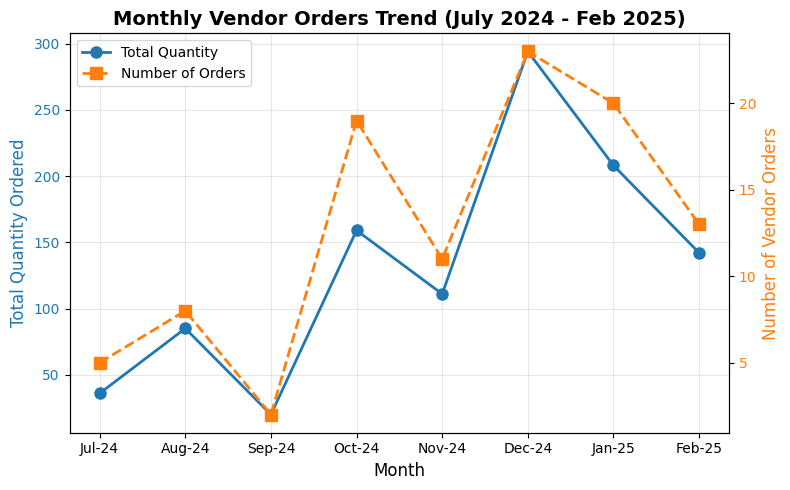 Monthly Vendor Orders Trend (July 2024 - Feb 2025)
Total Quantity
Number of Orders
Total Quantity Ordered
300
250
200
150
100
50
Number of Vendor Orders
20
15
10
5
Jul-24 Aug-24 Sep-24 Oct-24 Nov-24 Dec-24 Jan-25 Feb-25
Month